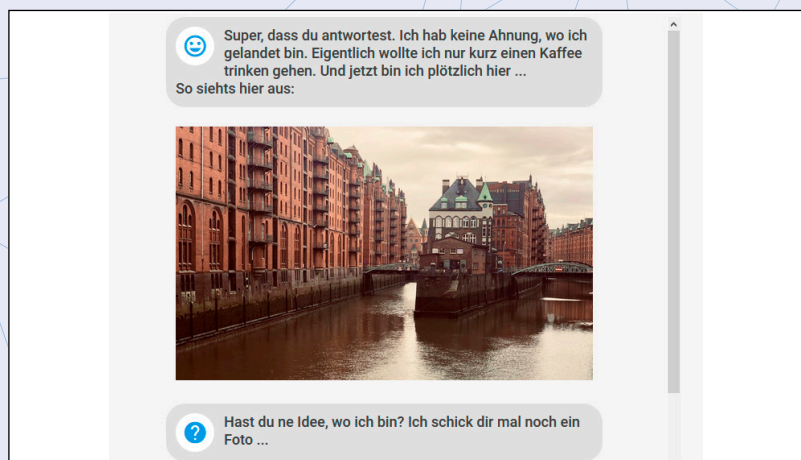 Super, dass du antwortest. Ich hab keine Ahnung, wo ich
gelandet bin. Eigentlich wollte ich nur kurz einen Kaffee
trinken gehen. Und jetzt bin ich plötzlich hier ...
So siehts hier aus:
Hast du ne Idee, wo ich bin? Ich schick dir mal noch ein
Foto ...